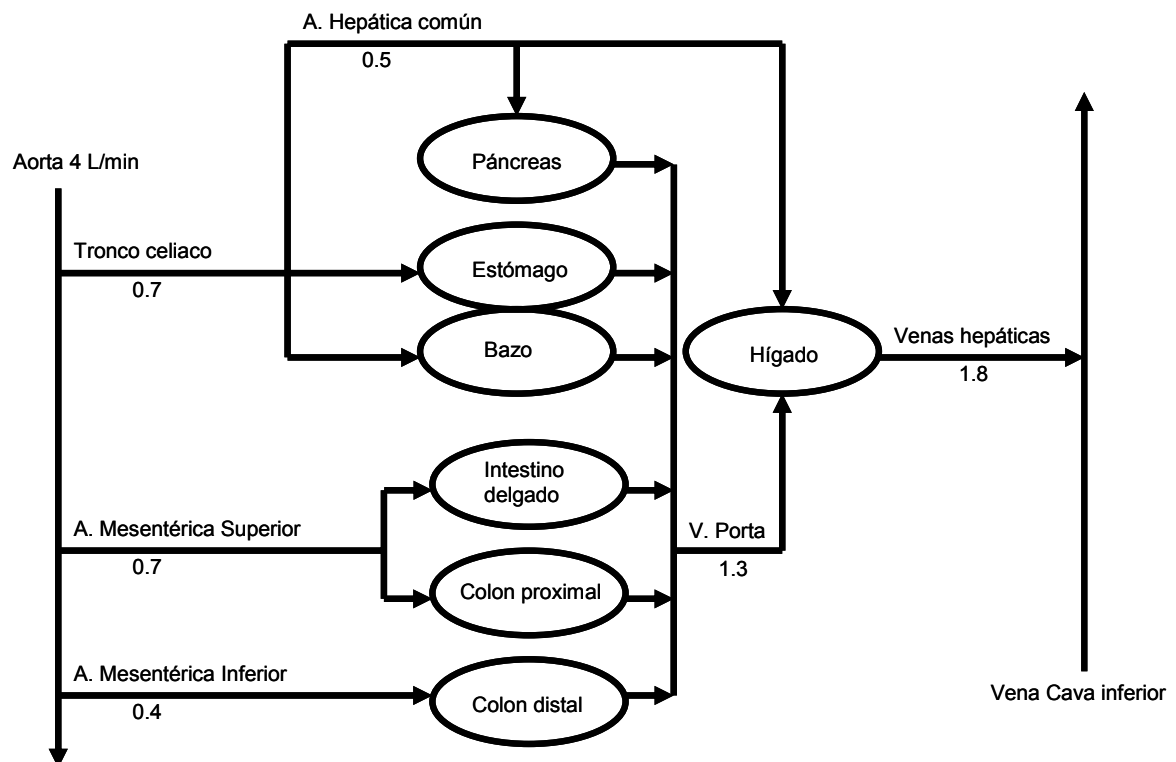 A. Hepática común
0.5
Páncreas
Aorta 4 L/min
Tronco celiaco
0.7
Estómago
Bazo
Hígado
Venas hepáticas
1.8
Intestino
delgado
A. Mesentérica Superior
0.7
V. Porta
1.3
Colon proximal
A. Mesentérica Inferior
0.4
Colon distal
Vena Cava inferior